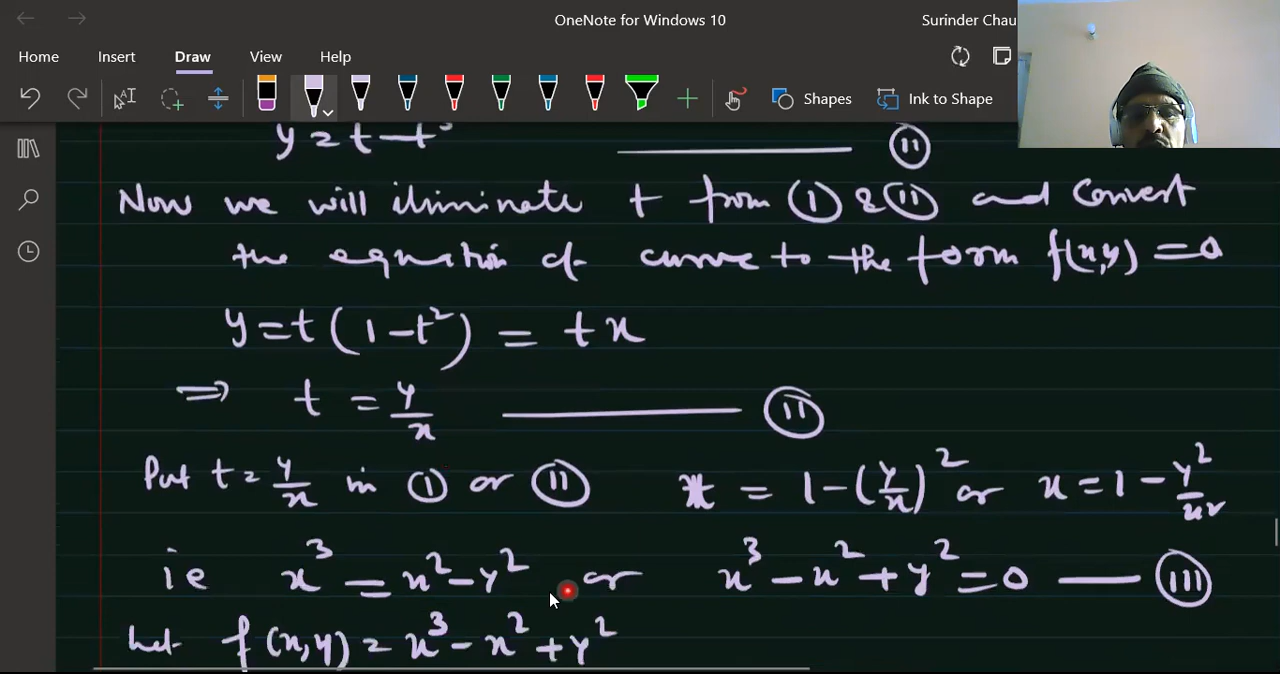 OneNote for Windows 10
Surinder Chau
Home Insert Draw View Help
Shapes Ink to Shape
y = t - t³ (II)
Now we will iliminate t from (I) & (II) and Convert
the equation of curve to the form f(x,y) = 0
y = t(1 - t²) = tx
⇒ t = y/x (II)
Put t = y/x in (I) or (II) x = 1 - (y/x)² or x = 1 - y²/x²
ie x³ = x² - y² or x³ - x² + y² = 0 (III)
Let f(x,y) = x³ - x² + y²